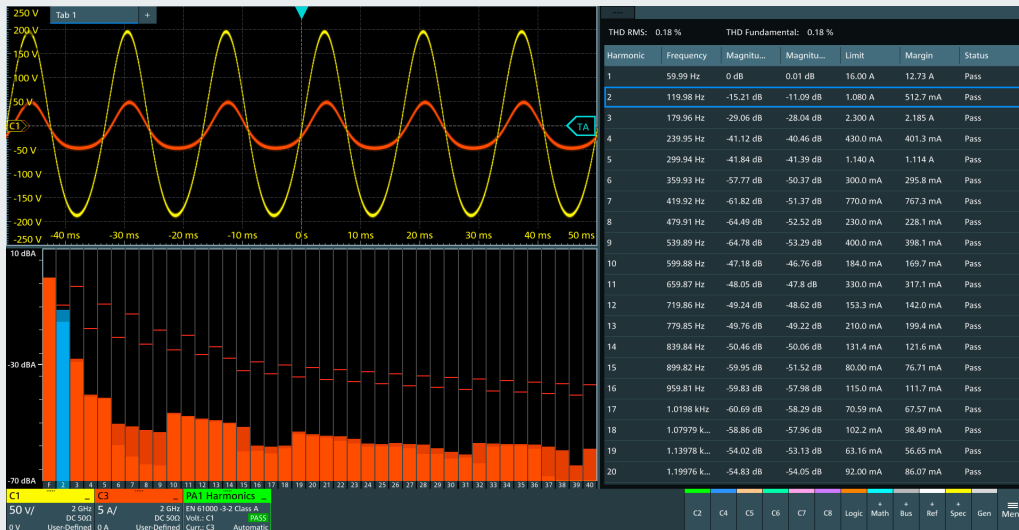 250 V
Tab 1
+
200 V
150 V
100 V
50 V
C1
TA
-50 V
-100 V
-150 V
-200 V
-250 V
-40 ms -30 ms -20 ms -10 ms 0 s 10 ms 20 ms 30 ms 40 ms 50 ms
10 dBA
-30 dBA
-70 dBA
F 2 3 4 5 6 7 8 9 10 11 12 13 14 15 16 17 18 19 20 21 22 23 24 25 26 27 28 29 30 31 32 33 34 35 36 37 38 39 40
THD RMS: 0.18 % THD Fundamental: 0.18 %
Harmonic Frequency Magnitu... Magnitu... Limit Margin Status
1 59.99 Hz 0 dB 0.01 dB 16.00 A 12.73 A Pass
2 119.98 Hz -15.21 dB -11.09 dB 1.080 A 512.7 mA Pass
3 179.96 Hz -29.06 dB -28.04 dB 2.300 A 2.185 A Pass
4 239.95 Hz -41.12 dB -40.46 dB 430.0 mA 401.3 mA Pass
5 299.94 Hz -41.84 dB -41.39 dB 1.140 A 1.114 A Pass
6 359.93 Hz -57.77 dB -50.37 dB 300.0 mA 295.8 mA Pass
7 419.92 Hz -61.82 dB -51.37 dB 770.0 mA 767.3 mA Pass
8 479.91 Hz -64.49 dB -52.52 dB 230.0 mA 228.1 mA Pass
9 539.89 Hz -64.78 dB -53.29 dB 400.0 mA 398.1 mA Pass
10 599.88 Hz -47.18 dB -46.76 dB 184.0 mA 169.7 mA Pass
11 659.87 Hz -48.05 dB -47.8 dB 330.0 mA 317.1 mA Pass
12 719.86 Hz -49.24 dB -48.62 dB 153.3 mA 142.0 mA Pass
13 779.85 Hz -49.76 dB -49.22 dB 210.0 mA 199.4 mA Pass
14 839.84 Hz -50.46 dB -50.06 dB 131.4 mA 121.6 mA Pass
15 899.82 Hz -59.95 dB -51.52 dB 80.00 mA 76.71 mA Pass
16 959.81 Hz -59.83 dB -57.98 dB 115.0 mA 111.7 mA Pass
17 1.0198 kHz -60.69 dB -58.29 dB 70.59 mA 67.57 mA Pass
18 1.07979 k... -58.86 dB -57.96 dB 102.2 mA 98.49 mA Pass
19 1.13978 k... -54.02 dB -53.13 dB 63.16 mA 56.65 mA Pass
20 1.19976 k... -54.83 dB -54.05 dB 92.00 mA 86.07 mA Pass
C1
50 V/ 2 GHz
DC 50Ω
0 V User-Defined
C3
5 A/ 2 GHz
DC 50Ω
0 A User-Defined
PA1 Harmonics
EN 61000 -3-2 Class A
Volt.: C1 PASS
Curr.: C3 Automatic
C2 C4 C5 C6 C7 C8 Logic Math + Bus + Ref + Spec Gen Men